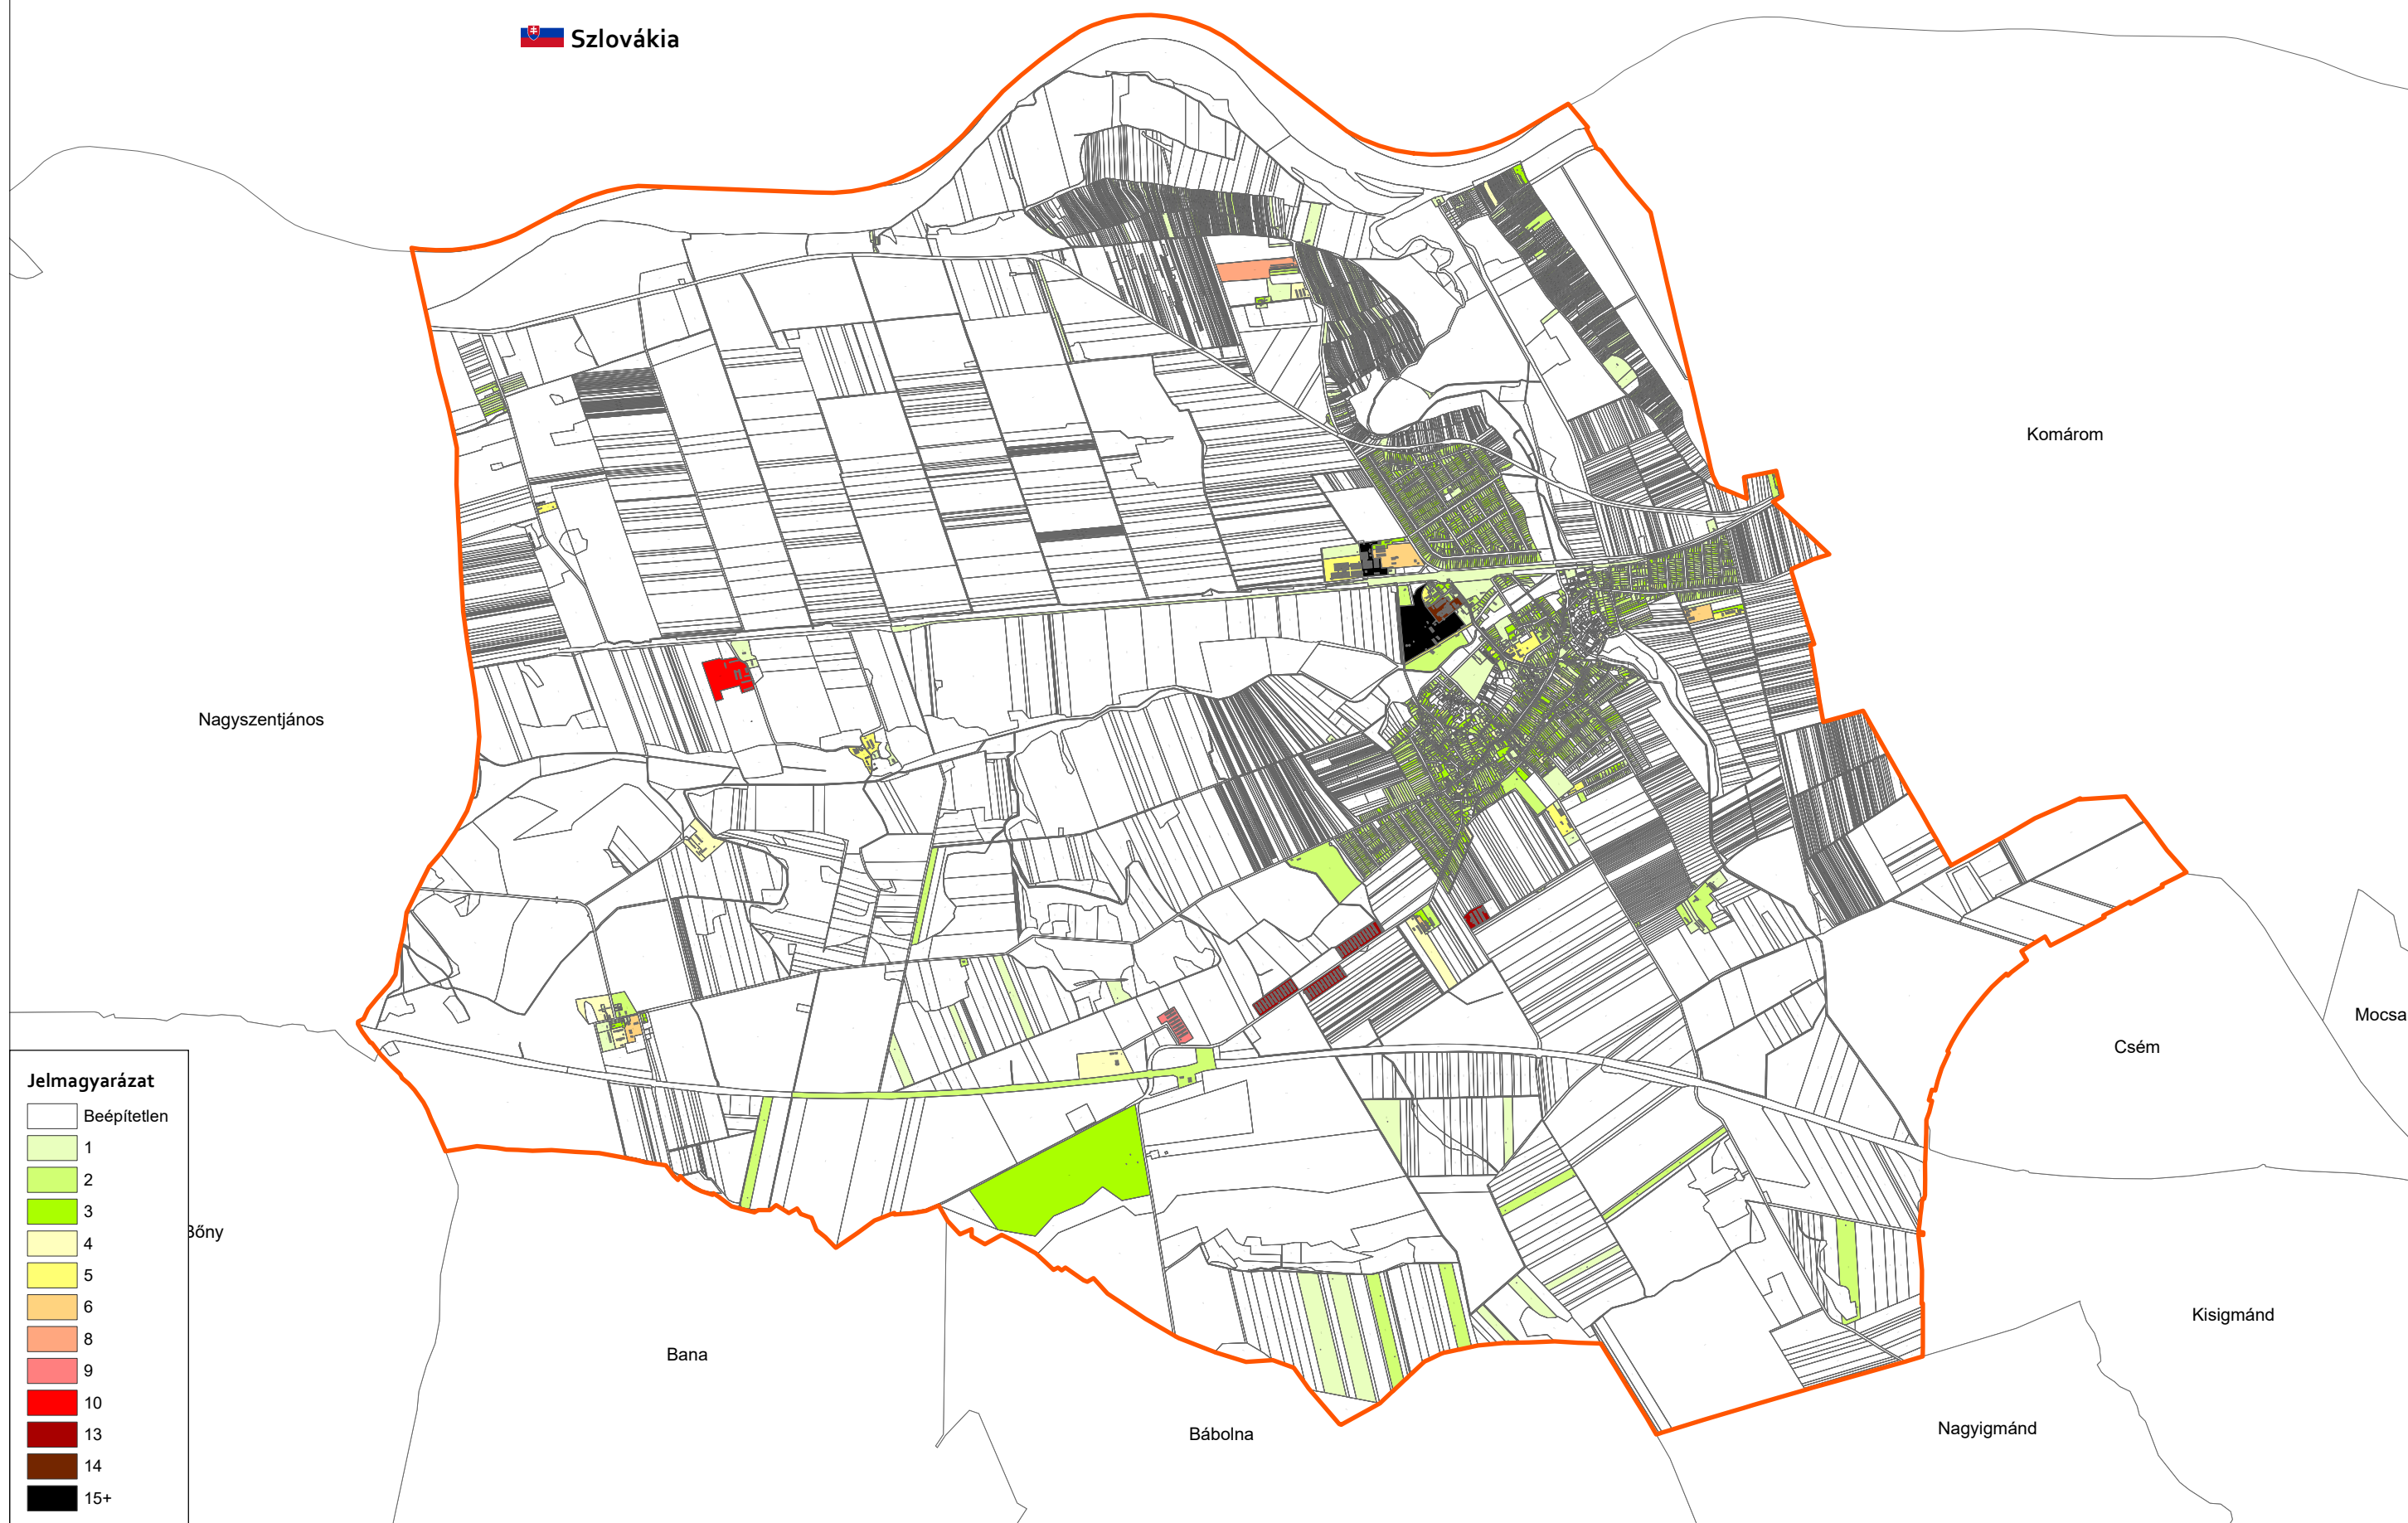 Szlovákia
Komárom
Nagyszentjános
Mocsa
Csém
Jelmagyarázat
Beépítetlen
1
2
3
4
5
6
8
9
10
13
14
15+
Bőny
Kisigmánd
Bana
Nagyigmánd
Bábolna